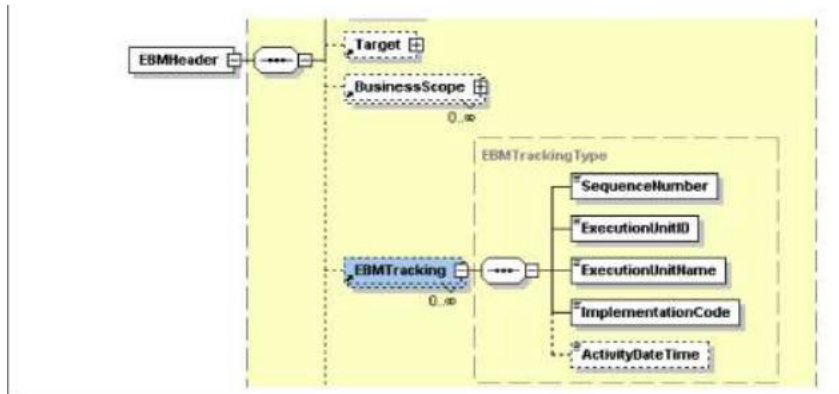 Target
EBMHeader
BusinessScope
0..∞
EBMTrackingType
SequenceNumber
ExecutionUnitID
EBMTracking
ExecutionUnitName
0..∞
ImplementationCode
ActivityDateTime